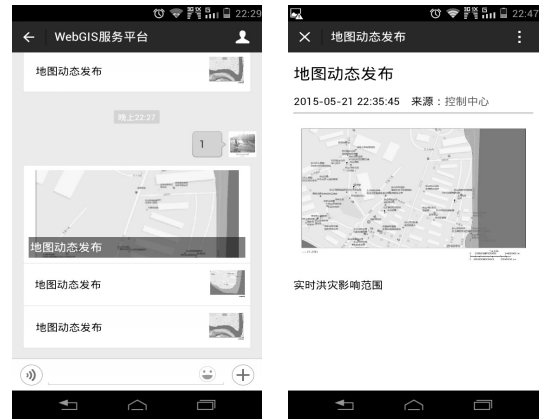 22:29
WebGIS服务平台
地图动态发布
晚上22:27
1
地图动态发布
地图动态发布
地图动态发布
22:47
地图动态发布
地图动态发布
2015-05-21 22:35:45 来源：控制中心
实时洪灾影响范围